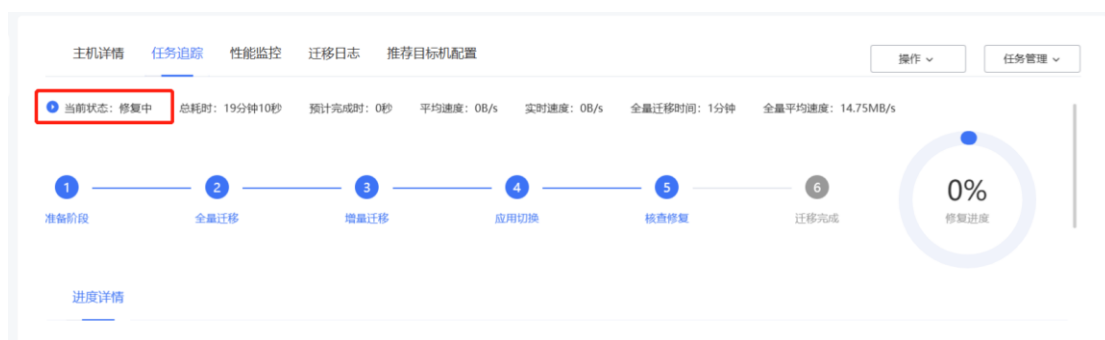 主机详情 任务追踪 性能监控 迁移日志 推荐目标机配置 操作 任务管理
当前状态：修复中 总耗时：19分钟10秒 预计完成时：0秒 平均速度：0B/s 实时速度：0B/s 全量迁移时间：1分钟 全量平均速度：14.75MB/s
1 2 3 4 5 6
准备阶段 全量迁移 增量迁移 应用切换 核查修复 迁移完成
0%
修复进度
进度详情